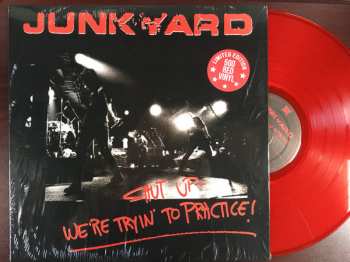 JUNKYARD
LIMITED EDITION
500
RED
VINYL
SHUT UP-
WE'RE TRYIN' TO PRACTICE!